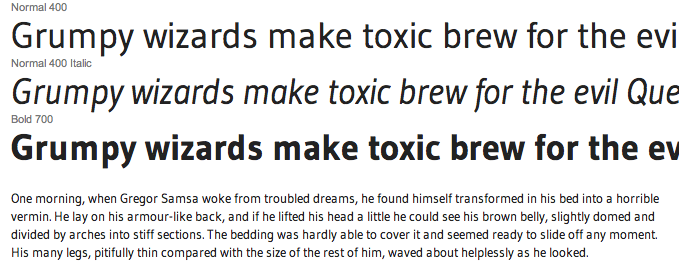 Normal 400
Grumpy wizards make toxic brew for the evi
Normal 400 Italic
Grumpy wizards make toxic brew for the evil Que
Bold 700
Grumpy wizards make toxic brew for the ev
One morning, when Gregor Samsa woke from troubled dreams, he found himself transformed in his bed into a horrible
vermin. He lay on his armour-like back, and if he lifted his head a little he could see his brown belly, slightly domed and
divided by arches into stiff sections. The bedding was hardly able to cover it and seemed ready to slide off any moment.
His many legs, pitifully thin compared with the size of the rest of him, waved about helplessly as he looked.